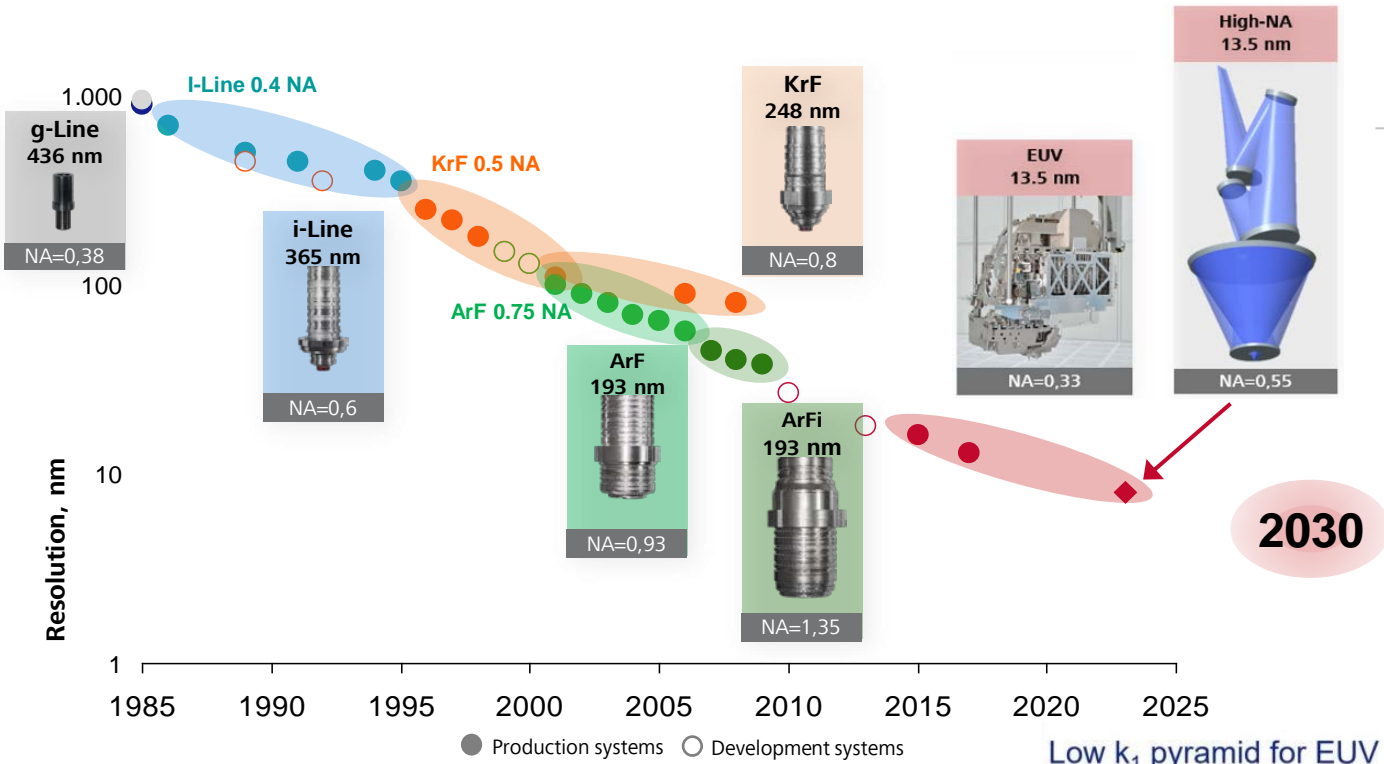 High-NA
13.5 nm
NA=0,55
EUV
13.5 nm
NA=0,33
KrF
248 nm
NA=0,8
I-Line 0.4 NA
1.000
g-Line
436 nm
NA=0,38
KrF 0.5 NA
i-Line
365 nm
NA=0,6
100
ArF 0.75 NA
ArF
193 nm
NA=0,93
ArFi
193 nm
NA=1,35
10
2030
Resolution, nm
1
1985 1990 1995 2000 2005 2010 2015 2020 2025
Production systems Development systems
Low k₁ pyramid for EUV